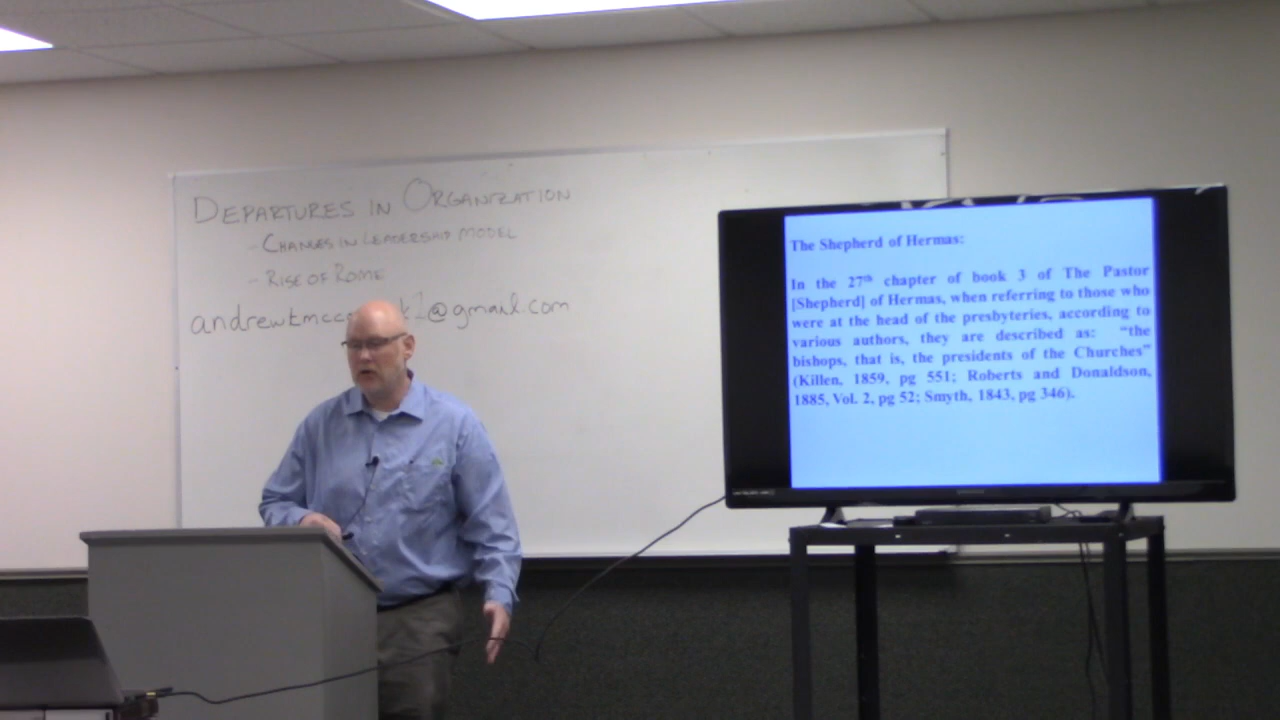 DEPARTURES IN ORGANIZATION
- CHANGES IN LEADERSHIP MODEL
- RISE OF ROME
@gmail.com
The Shepherd of Hermas:
In the 27th chapter of book 3 of The Pastor
[Shepherd] of Hermas, when referring to those who
were at the head of the presbyteries, according to
various authors, they are described as: "the
bishops, that is, the presidents of the Churches"
(Killen, 1859, pg 551; Roberts and Donaldson,
1885, Vol. 2, pg 52; Smyth, 1843, pg 346).